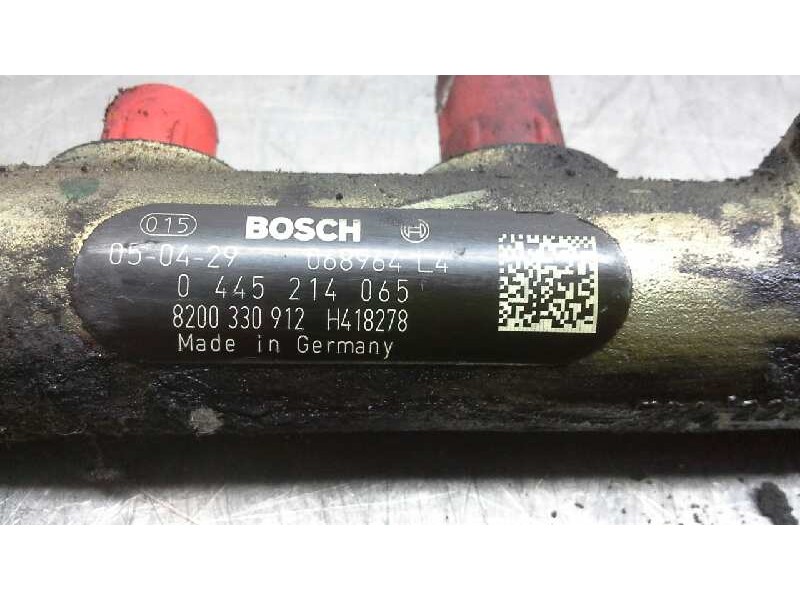 015 BOSCH
05-04-29 068964 L4
0 445 214 065
8200 330 912 H418278
Made in Germany